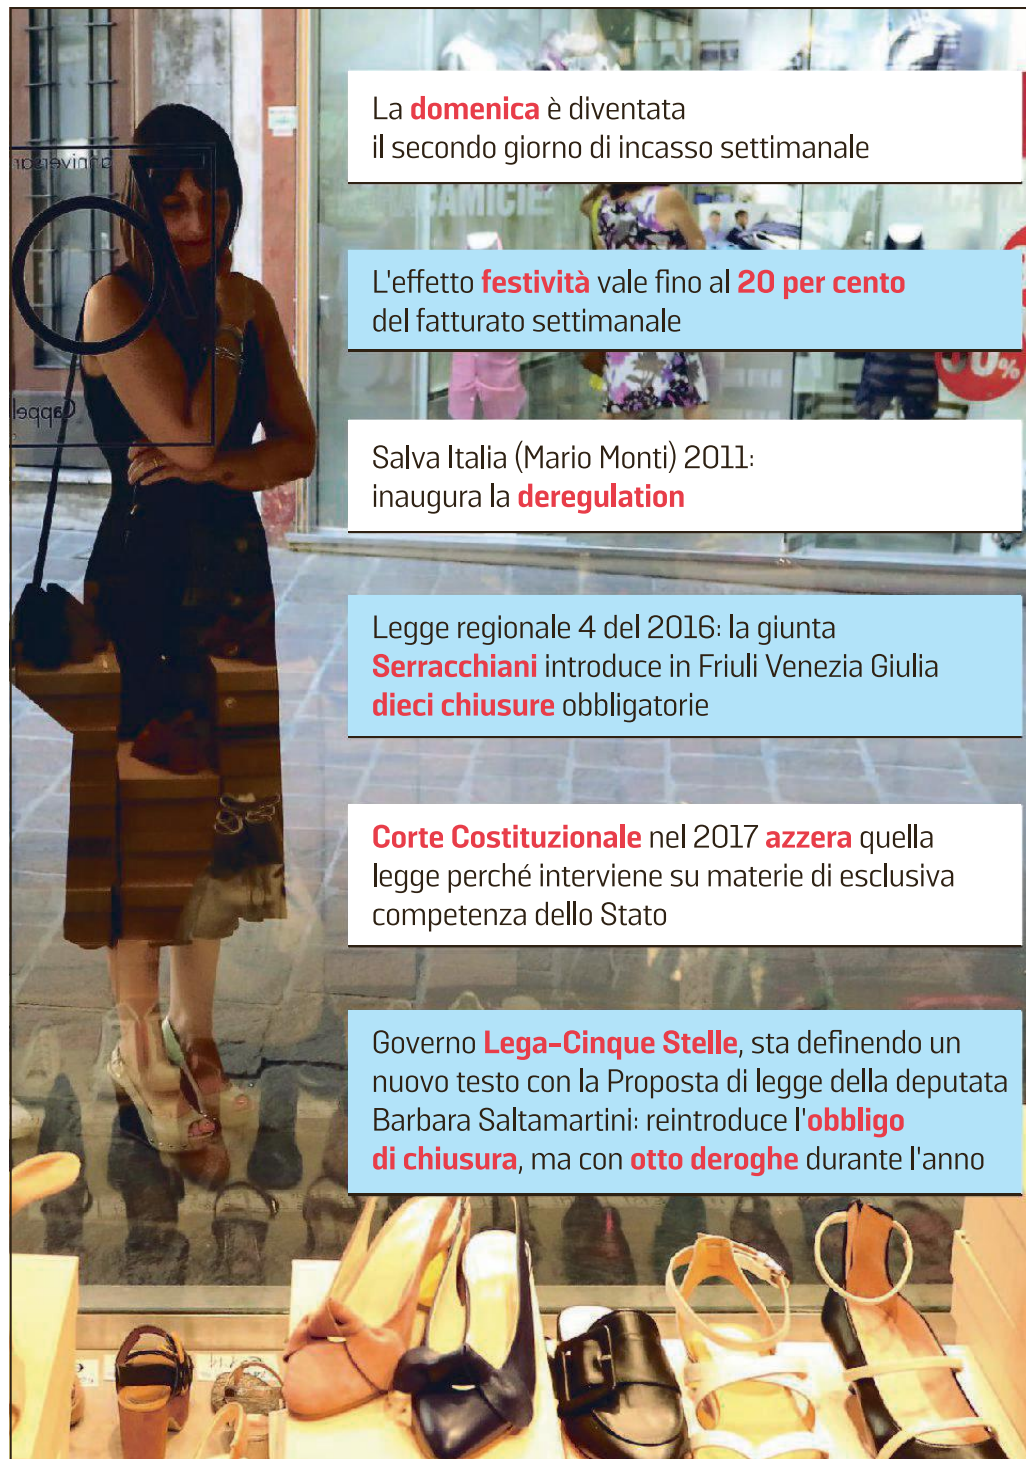 La domenica è diventata
il secondo giorno di incasso settimanale
L'effetto festività vale fino al 20 per cento
del fatturato settimanale
Salva Italia (Mario Monti) 2011:
inaugura la deregulation
Legge regionale 4 del 2016: la giunta
Serracchiani introduce in Friuli Venezia Giulia
dieci chiusure obbligatorie
Corte Costituzionale nel 2017 azzera quella
legge perché interviene su materie di esclusiva
competenza dello Stato
Governo Lega-Cinque Stelle, sta definendo un
nuovo testo con la Proposta di legge della deputata
Barbara Saltamartini: reintroduce l'obbligo
di chiusura, ma con otto deroghe durante l'anno
anniversar
Cappel
CAMICIE